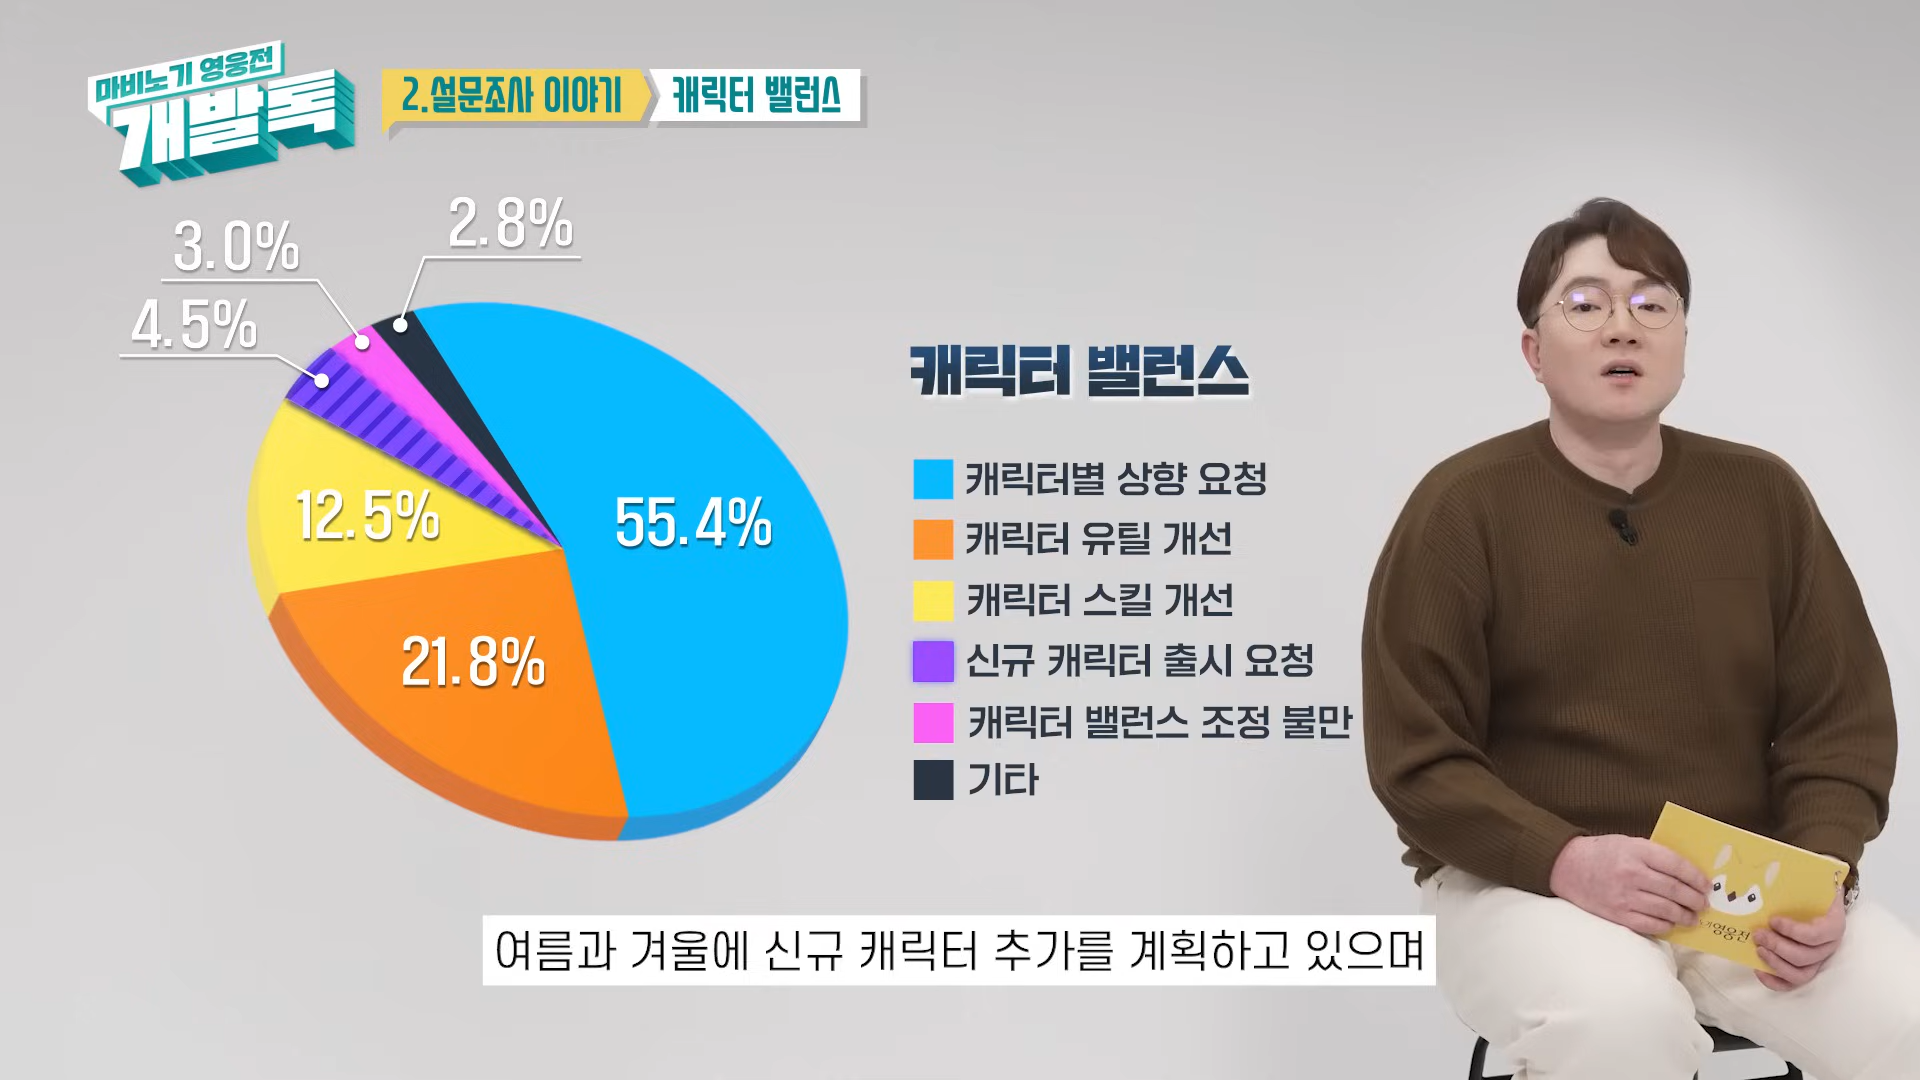 마비노기 영웅전
개발톡
2.설문조사 이야기
캐릭터 밸런스
2.8%
3.0%
4.5%
12.5%
55.4%
21.8%
캐릭터 밸런스
캐릭터별 상향 요청
캐릭터 유틸 개선
캐릭터 스킬 개선
신규 캐릭터 출시 요청
캐릭터 밸런스 조정 불만
기타
영웅전
여름과 겨울에 신규 캐릭터 추가를 계획하고 있으며